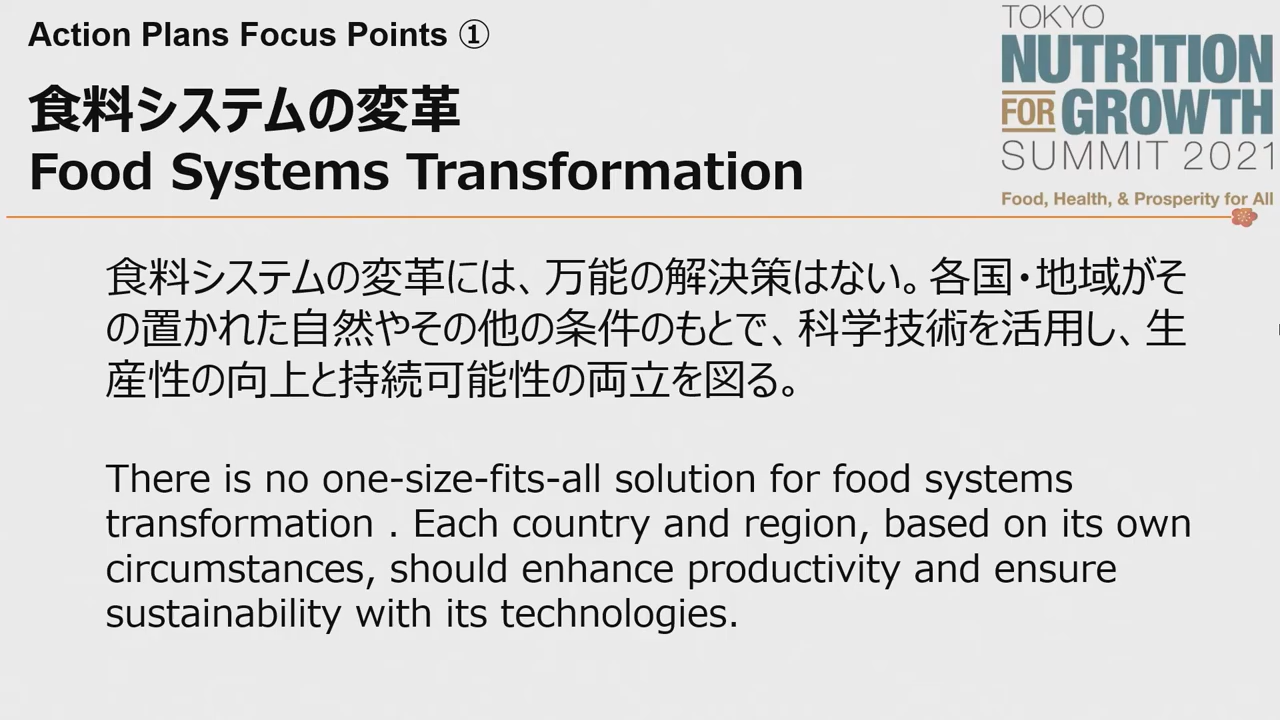 Action Plans Focus Points ①
食料システムの変革
Food Systems Transformation
TOKYO
NUTRITION
FOR GROWTH
SUMMIT 2021
Food, Health, & Prosperity for All
食料システムの変革には、万能の解決策はない。各国・地域がそ
の置かれた自然やその他の条件のもとで、科学技術を活用し、生
産性の向上と持続可能性の両立を図る。
There is no one-size-fits-all solution for food systems
transformation . Each country and region, based on its own
circumstances, should enhance productivity and ensure
sustainability with its technologies.